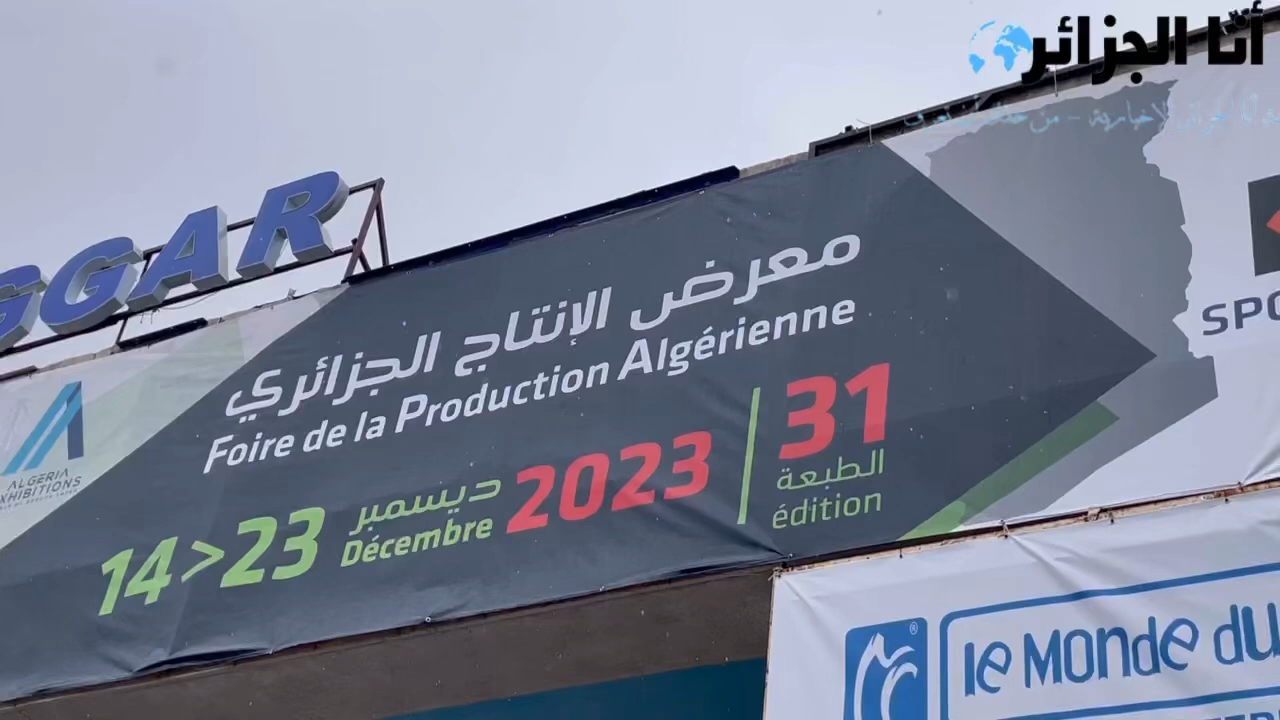 أنا الجزائر
GGAR
معرض الإنتاج الجزائري
Foire de la Production Algérienne
14>23 ديسمبر Décembre 2023
31 الطبعة édition
ALGERIA
EXHIBITIONS
SPO
le Monde du